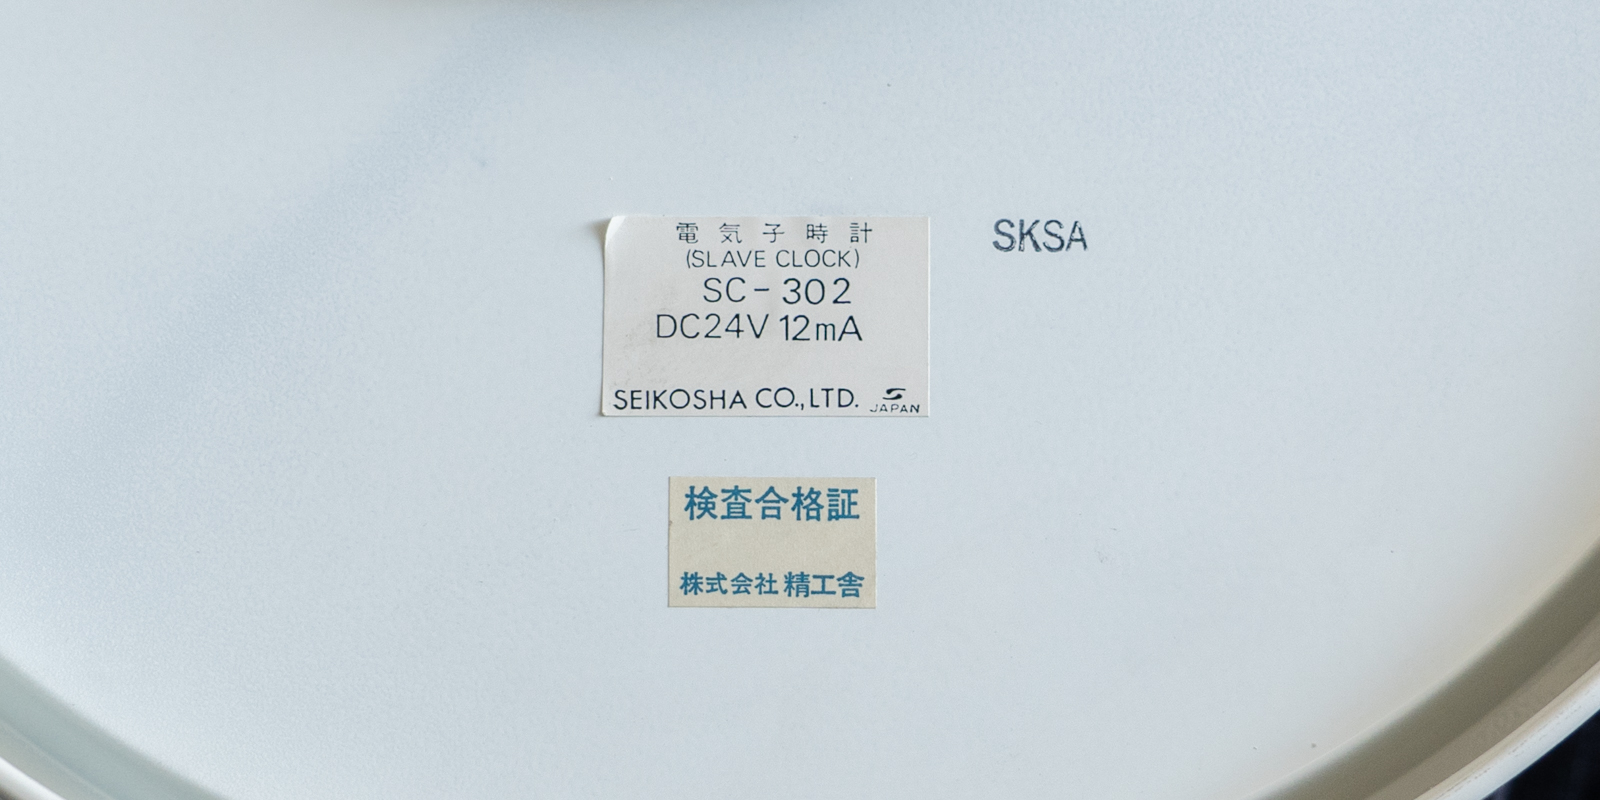 電気子時計
(SLAVE CLOCK)
SC-302
DC24V 12mA
SEIKOSHA CO.,LTD.
JAPAN
SKSA
検査合格証
株式会社 精工舎